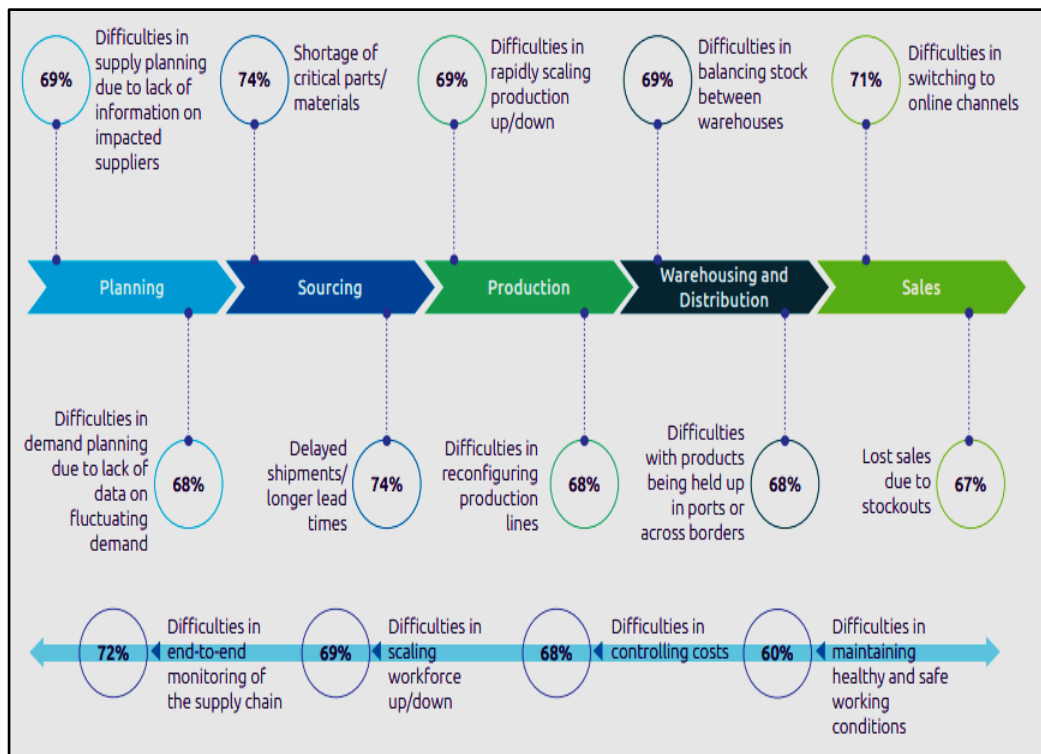 69%
Difficulties in
supply planning
due to lack of
information on
impacted
suppliers
74%
Shortage of
critical parts/
materials
69%
Difficulties in
rapidly scaling
production
up/down
69%
Difficulties in
balancing stock
between
warehouses
71%
Difficulties in
switching to
online channels
Planning
Sourcing
Production
Warehousing and
Distribution
Sales
Difficulties in
demand planning
due to lack of
data on
fluctuating
demand
68%
Delayed
shipments/
longer lead
times
74%
Difficulties in
reconfiguring
production
lines
68%
Difficulties
with products
being held up
in ports or
across borders
68%
Lost sales
due to
stockouts
67%
72%
Difficulties in
end-to-end
monitoring of
the supply chain
69%
Difficulties in
scaling
workforce
up/down
68%
Difficulties in
controlling costs
60%
Difficulties in
maintaining
healthy and safe
working
conditions